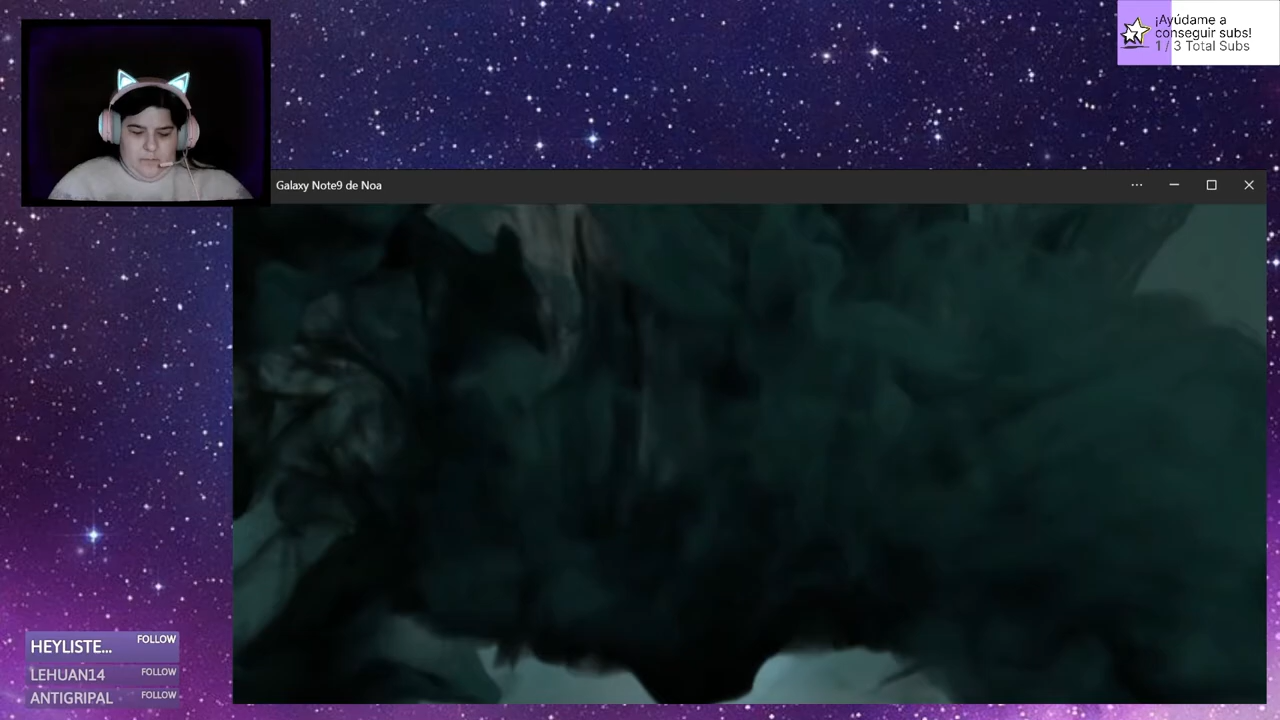 ¡Ayúdame a
conseguir subs!
1 / 3 Total Subs
Galaxy Note9 de Noa
HEYLISTE... FOLLOW
LEHUAN14 FOLLOW
ANTIGRIPAL FOLLOW